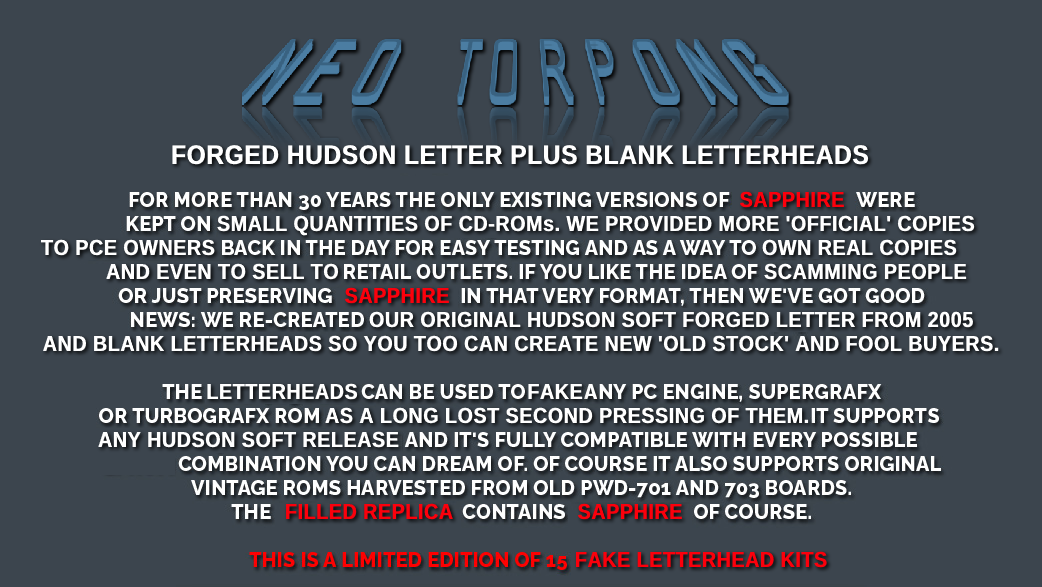 NEO TORPONG
FORGED HUDSON LETTER PLUS BLANK LETTERHEADS
FOR MORE THAN 30 YEARS THE ONLY EXISTING VERSIONS OF SAPPHIRE WERE
KEPT ON SMALL QUANTITIES OF CD-ROMs. WE PROVIDED MORE 'OFFICIAL' COPIES
TO PCE OWNERS BACK IN THE DAY FOR EASY TESTING AND AS A WAY TO OWN REAL COPIES
AND EVEN TO SELL TO RETAIL OUTLETS. IF YOU LIKE THE IDEA OF SCAMMING PEOPLE
OR JUST PRESERVING SAPPHIRE IN THAT VERY FORMAT, THEN WE'VE GOT GOOD
NEWS: WE RE-CREATED OUR ORIGINAL HUDSON SOFT FORGED LETTER FROM 2005
AND BLANK LETTERHEADS SO YOU TOO CAN CREATE NEW 'OLD STOCK' AND FOOL BUYERS.
THE LETTERHEADS CAN BE USED TO FAKE ANY PC ENGINE, SUPERGRAFX
OR TURBOGRAFX ROM AS A LONG LOST SECOND PRESSING OF THEM.IT SUPPORTS
ANY HUDSON SOFT RELEASE AND IT'S FULLY COMPATIBLE WITH EVERY POSSIBLE
COMBINATION YOU CAN DREAM OF. OF COURSE IT ALSO SUPPORTS ORIGINAL
VINTAGE ROMS HARVESTED FROM OLD PWD-701 AND 703 BOARDS.
THE FILLED REPLICA CONTAINS SAPPHIRE OF COURSE.
THIS IS A LIMITED EDITION OF 15 FAKE LETTERHEAD KITS